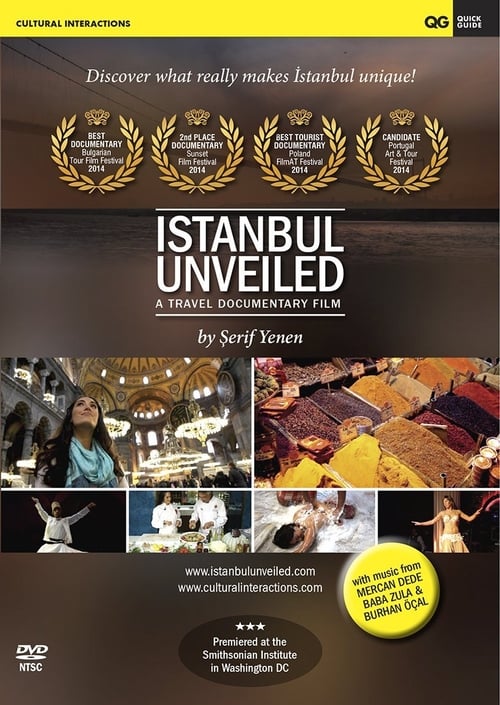 CULTURAL INTERACTIONS
QG QUICK
GUIDE
Discover what really makes İstanbul unique!
BEST
DOCUMENTARY
Bulgarian
Tour Film Festival
2014
2nd PLACE
DOCUMENTARY
Sunset
Film Festival
2014
BEST TOURIST
DOCUMENTARY
Poland
FilmAT Festival
2014
CANDIDATE
Portugal
Art & Tour
Festival
2014
ISTANBUL
UNVEILED
A TRAVEL DOCUMENTARY FILM
by Şerif Yenen
www.istanbulunveiled.com
www.culturalinteractions.com
with music from
MERCAN DEDE
BABA ZULA &
BURHAN ÖÇAL
★★★
Premiered at the
Smithsonian Institute
in Washington DC
DVD
NTSC